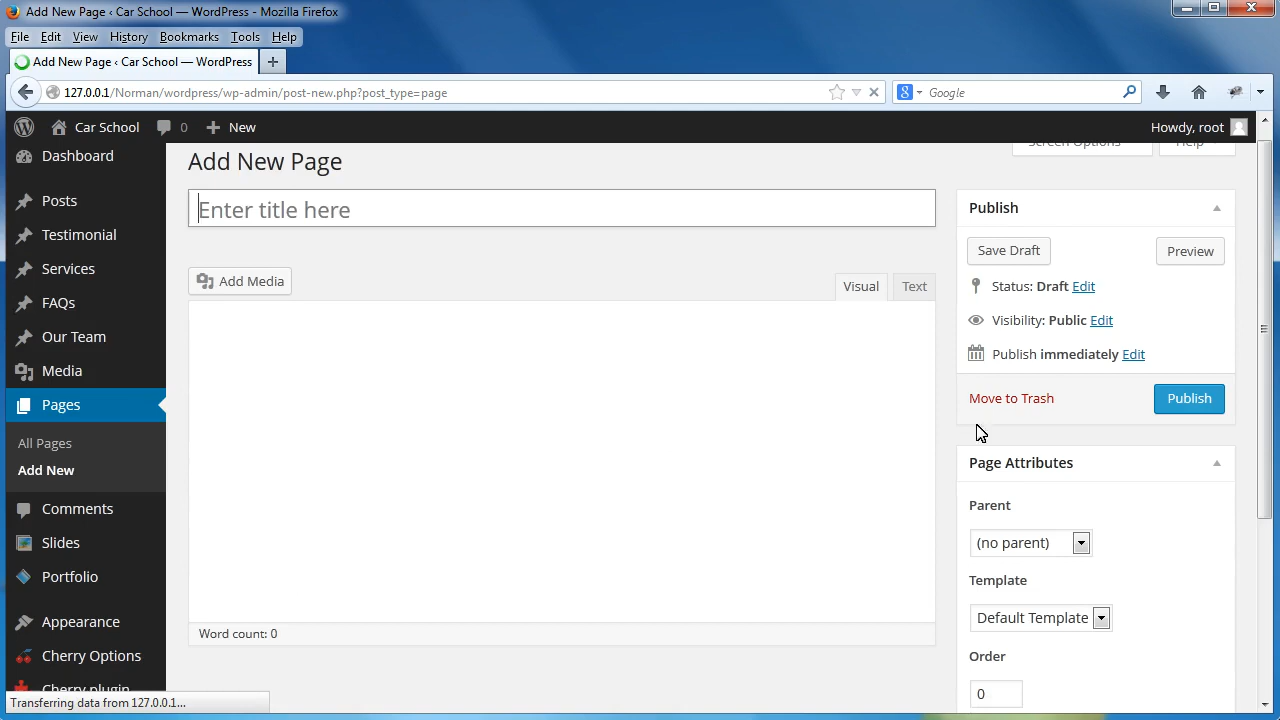 Add New Page ‹ Car School — WordPress - Mozilla Firefox
File Edit View History Bookmarks Tools Help
Add New Page ‹ Car School — WordPress
127.0.0.1/Norman/wordpress/wp-admin/post-new.php?post_type=page
Google
Car School 0 New
Howdy, root
Dashboard
Posts
Testimonial
Services
FAQs
Our Team
Media
Pages
All Pages
Add New
Comments
Slides
Portfolio
Appearance
Cherry Options
Cherry plugin
Screen Options
Help
Add New Page
Enter title here
Add Media
Visual Text
Word count: 0
Publish
Save Draft Preview
Status: Draft Edit
Visibility: Public Edit
Publish immediately Edit
Move to Trash Publish
Page Attributes
Parent
(no parent)
Template
Default Template
Order
0
Transferring data from 127.0.0.1...